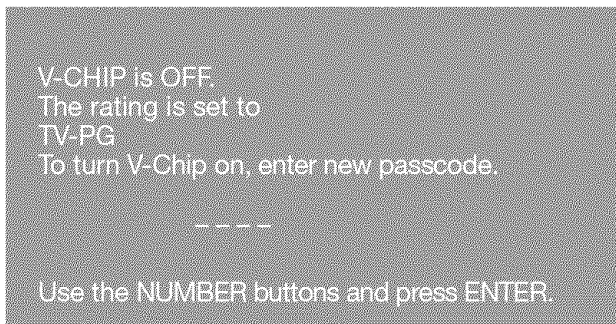 V-CHIP is OFF.
The rating is set to
TV-PG
To turn V-Chip on, enter new passcode.
_ _ _ _
Use the NUMBER buttons and press ENTER.